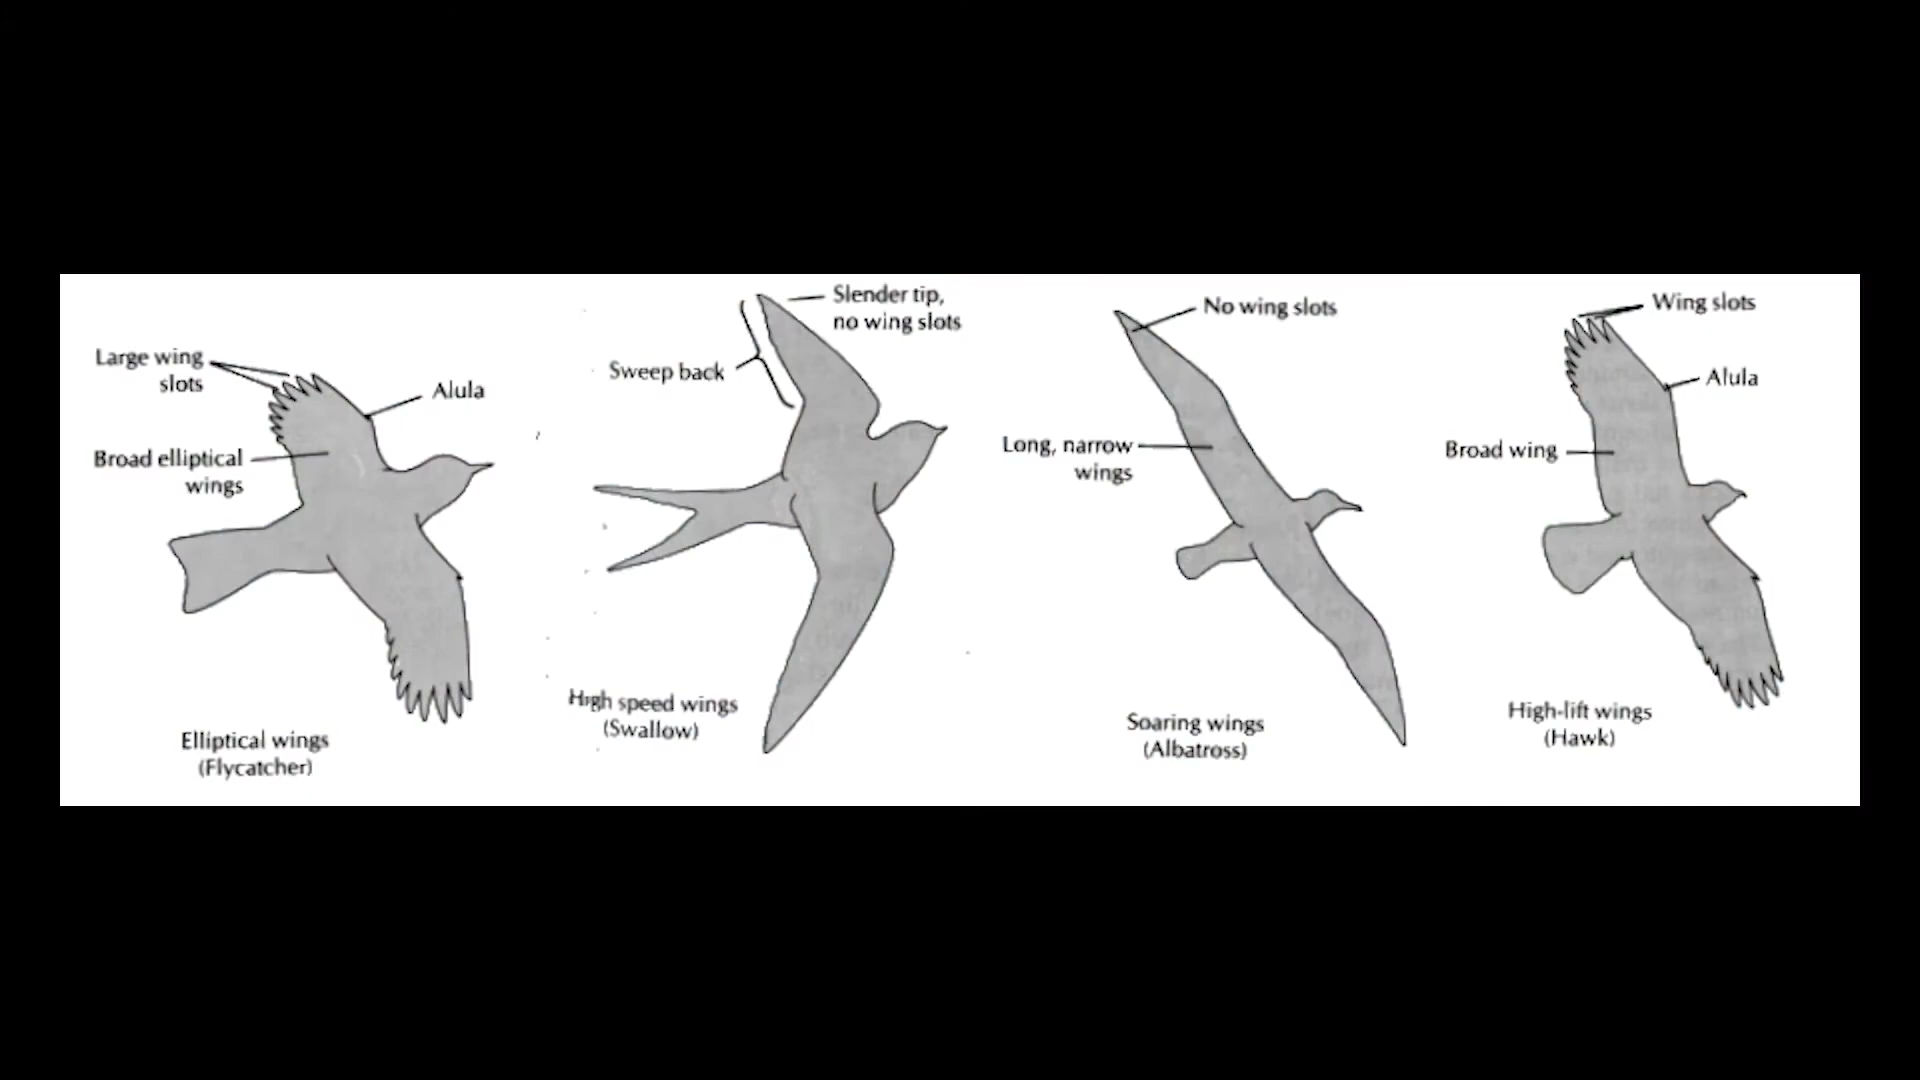 Large wing
slots
Alula
Broad elliptical
wings
Elliptical wings
(Flycatcher)
Slender tip,
no wing slots
Sweep back
High speed wings
(Swallow)
No wing slots
Long, narrow
wings
Soaring wings
(Albatross)
Wing slots
Alula
Broad wing
High-lift wings
(Hawk)